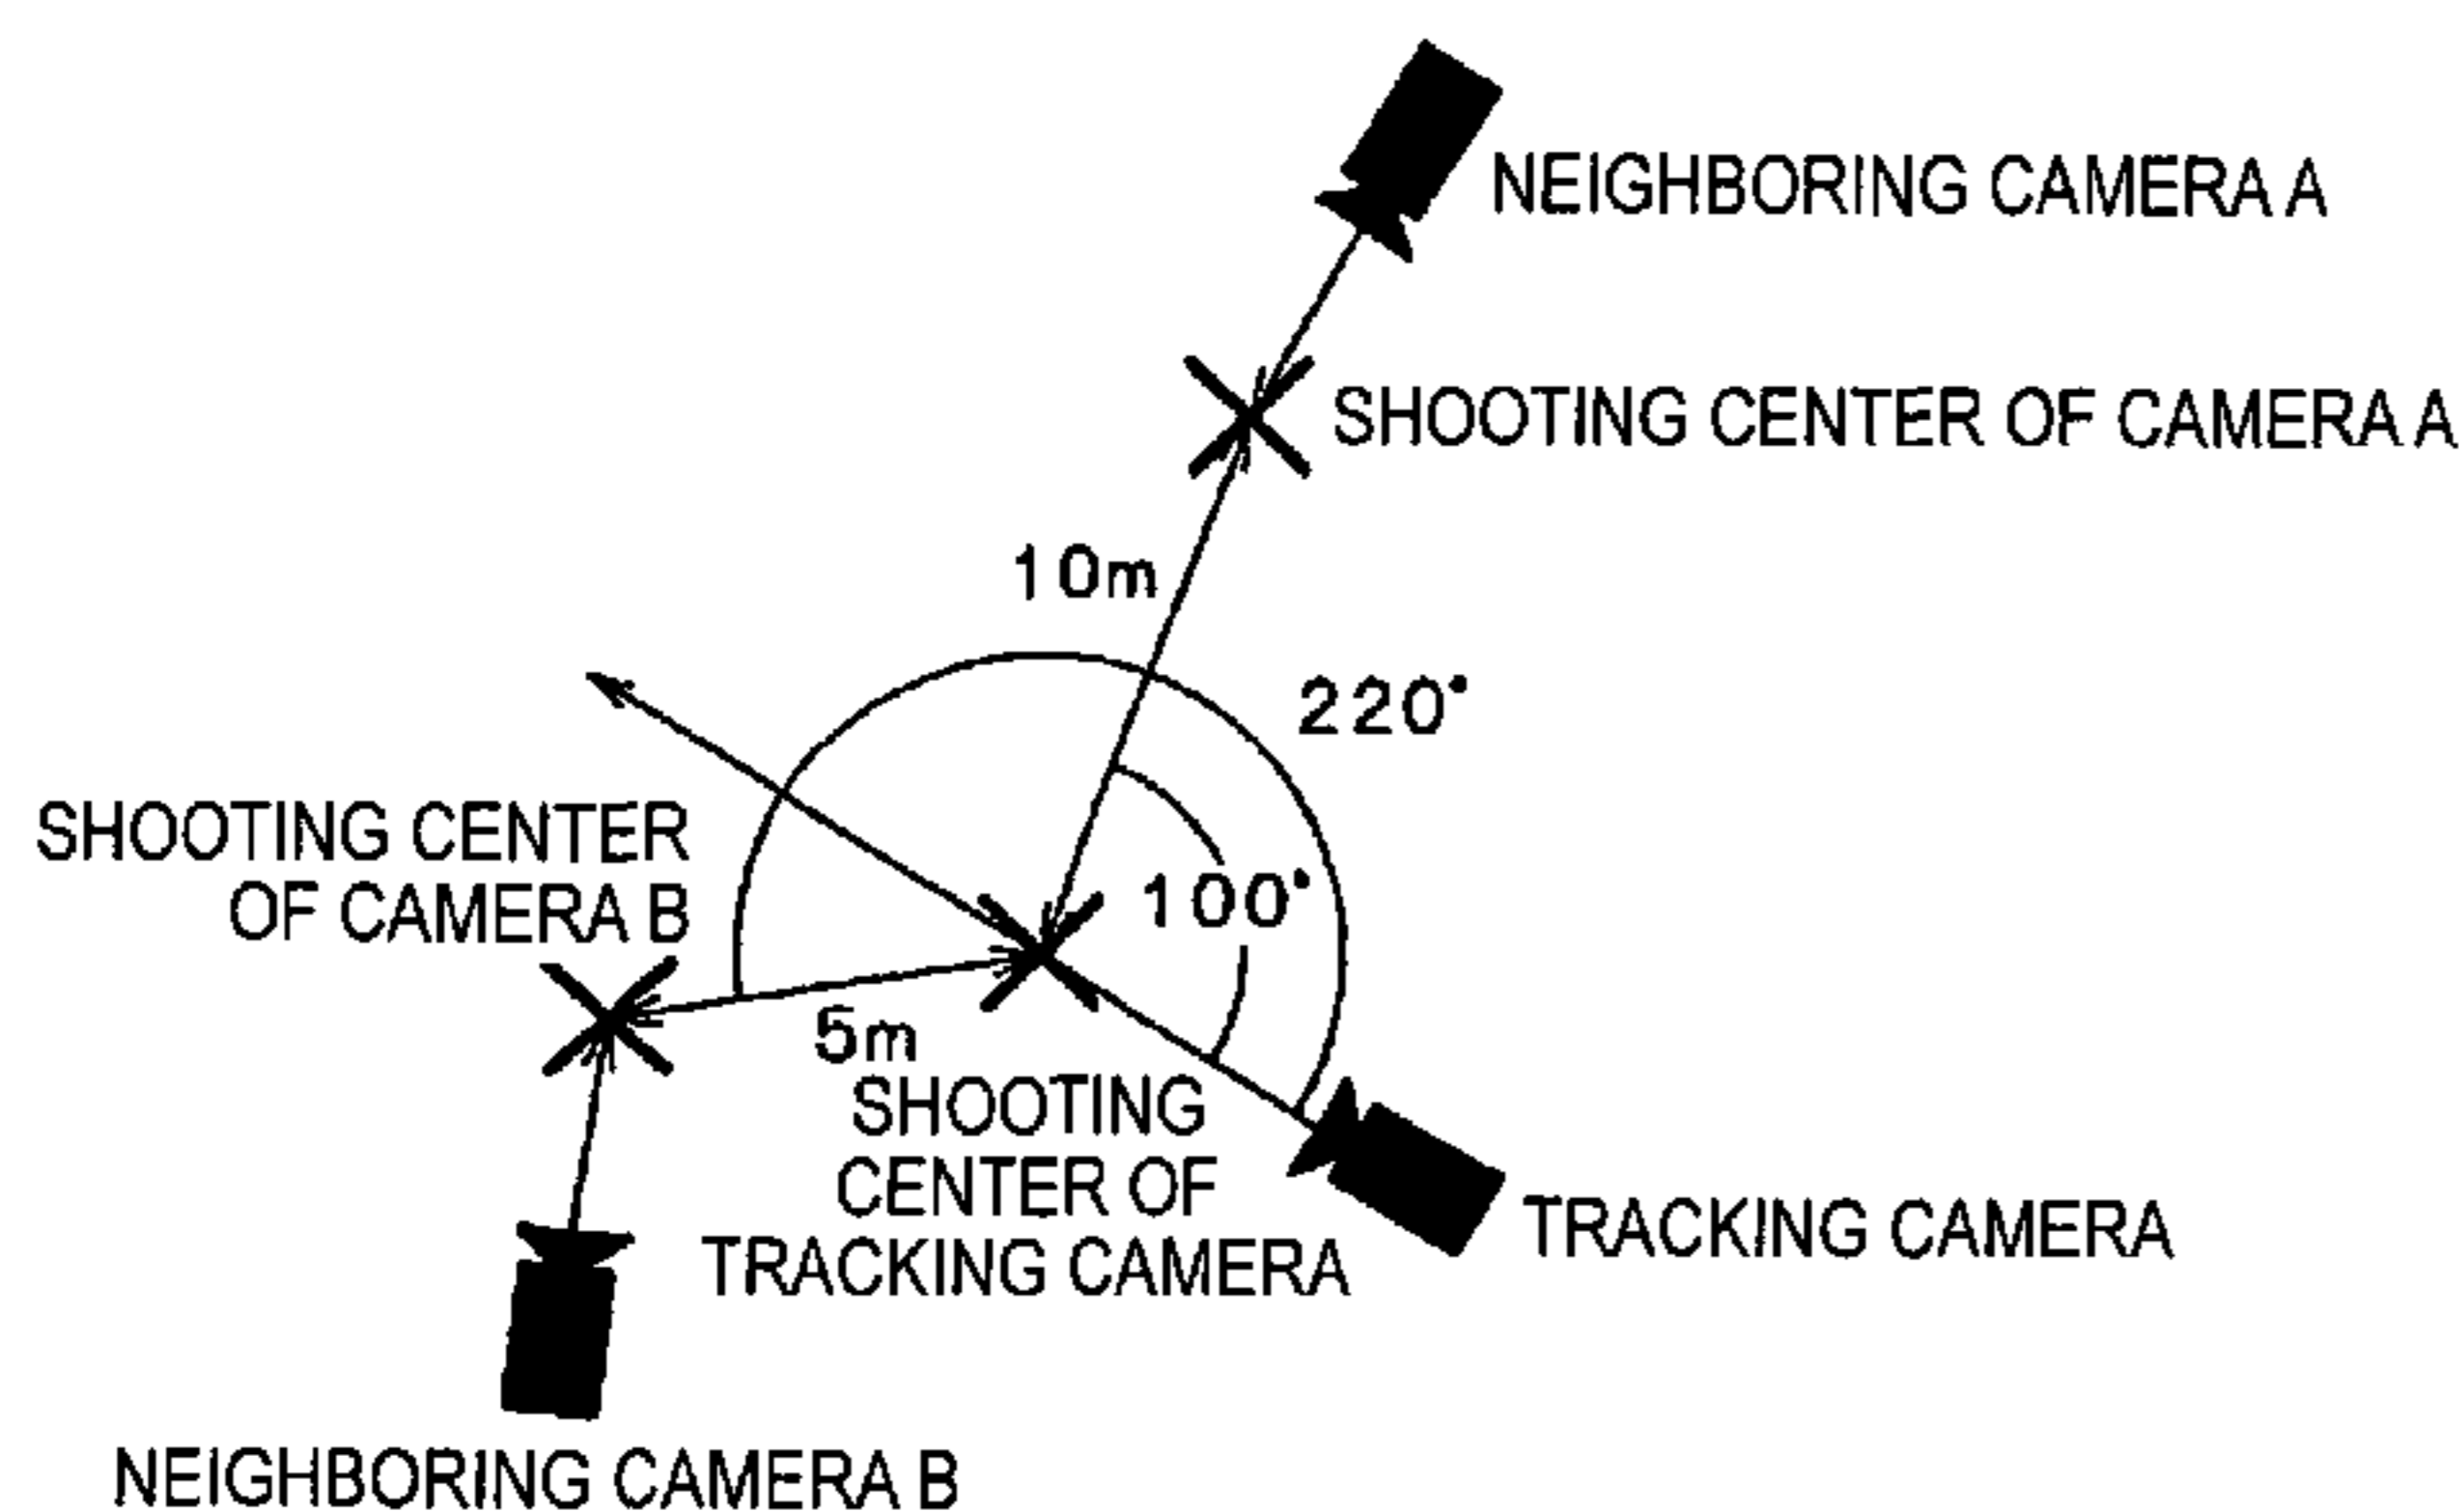 NEIGHBORING CAMERA A
SHOOTING CENTER OF CAMERA A
10m
220°
SHOOTING CENTER
OF CAMERA B
100°
5m
SHOOTING
CENTER OF
TRACKING CAMERA
TRACKING CAMERA
NEIGHBORING CAMERA B